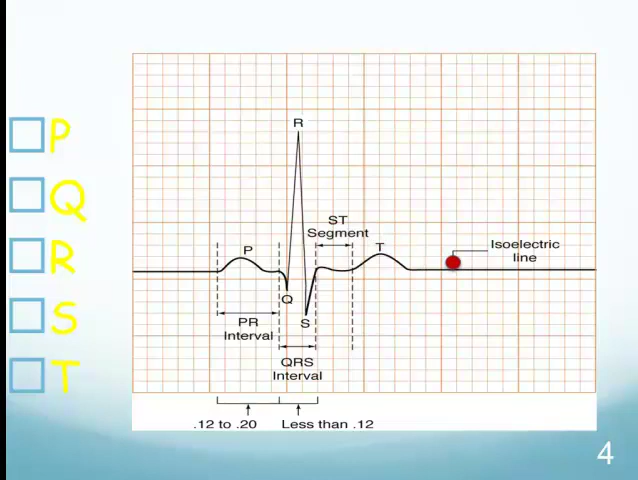 P
Q
R
S
T
R
ST
Segment
P
T
Isoelectric
line
Q
S
PR
Interval
QRS
Interval
.12 to .20
Less than .12
4